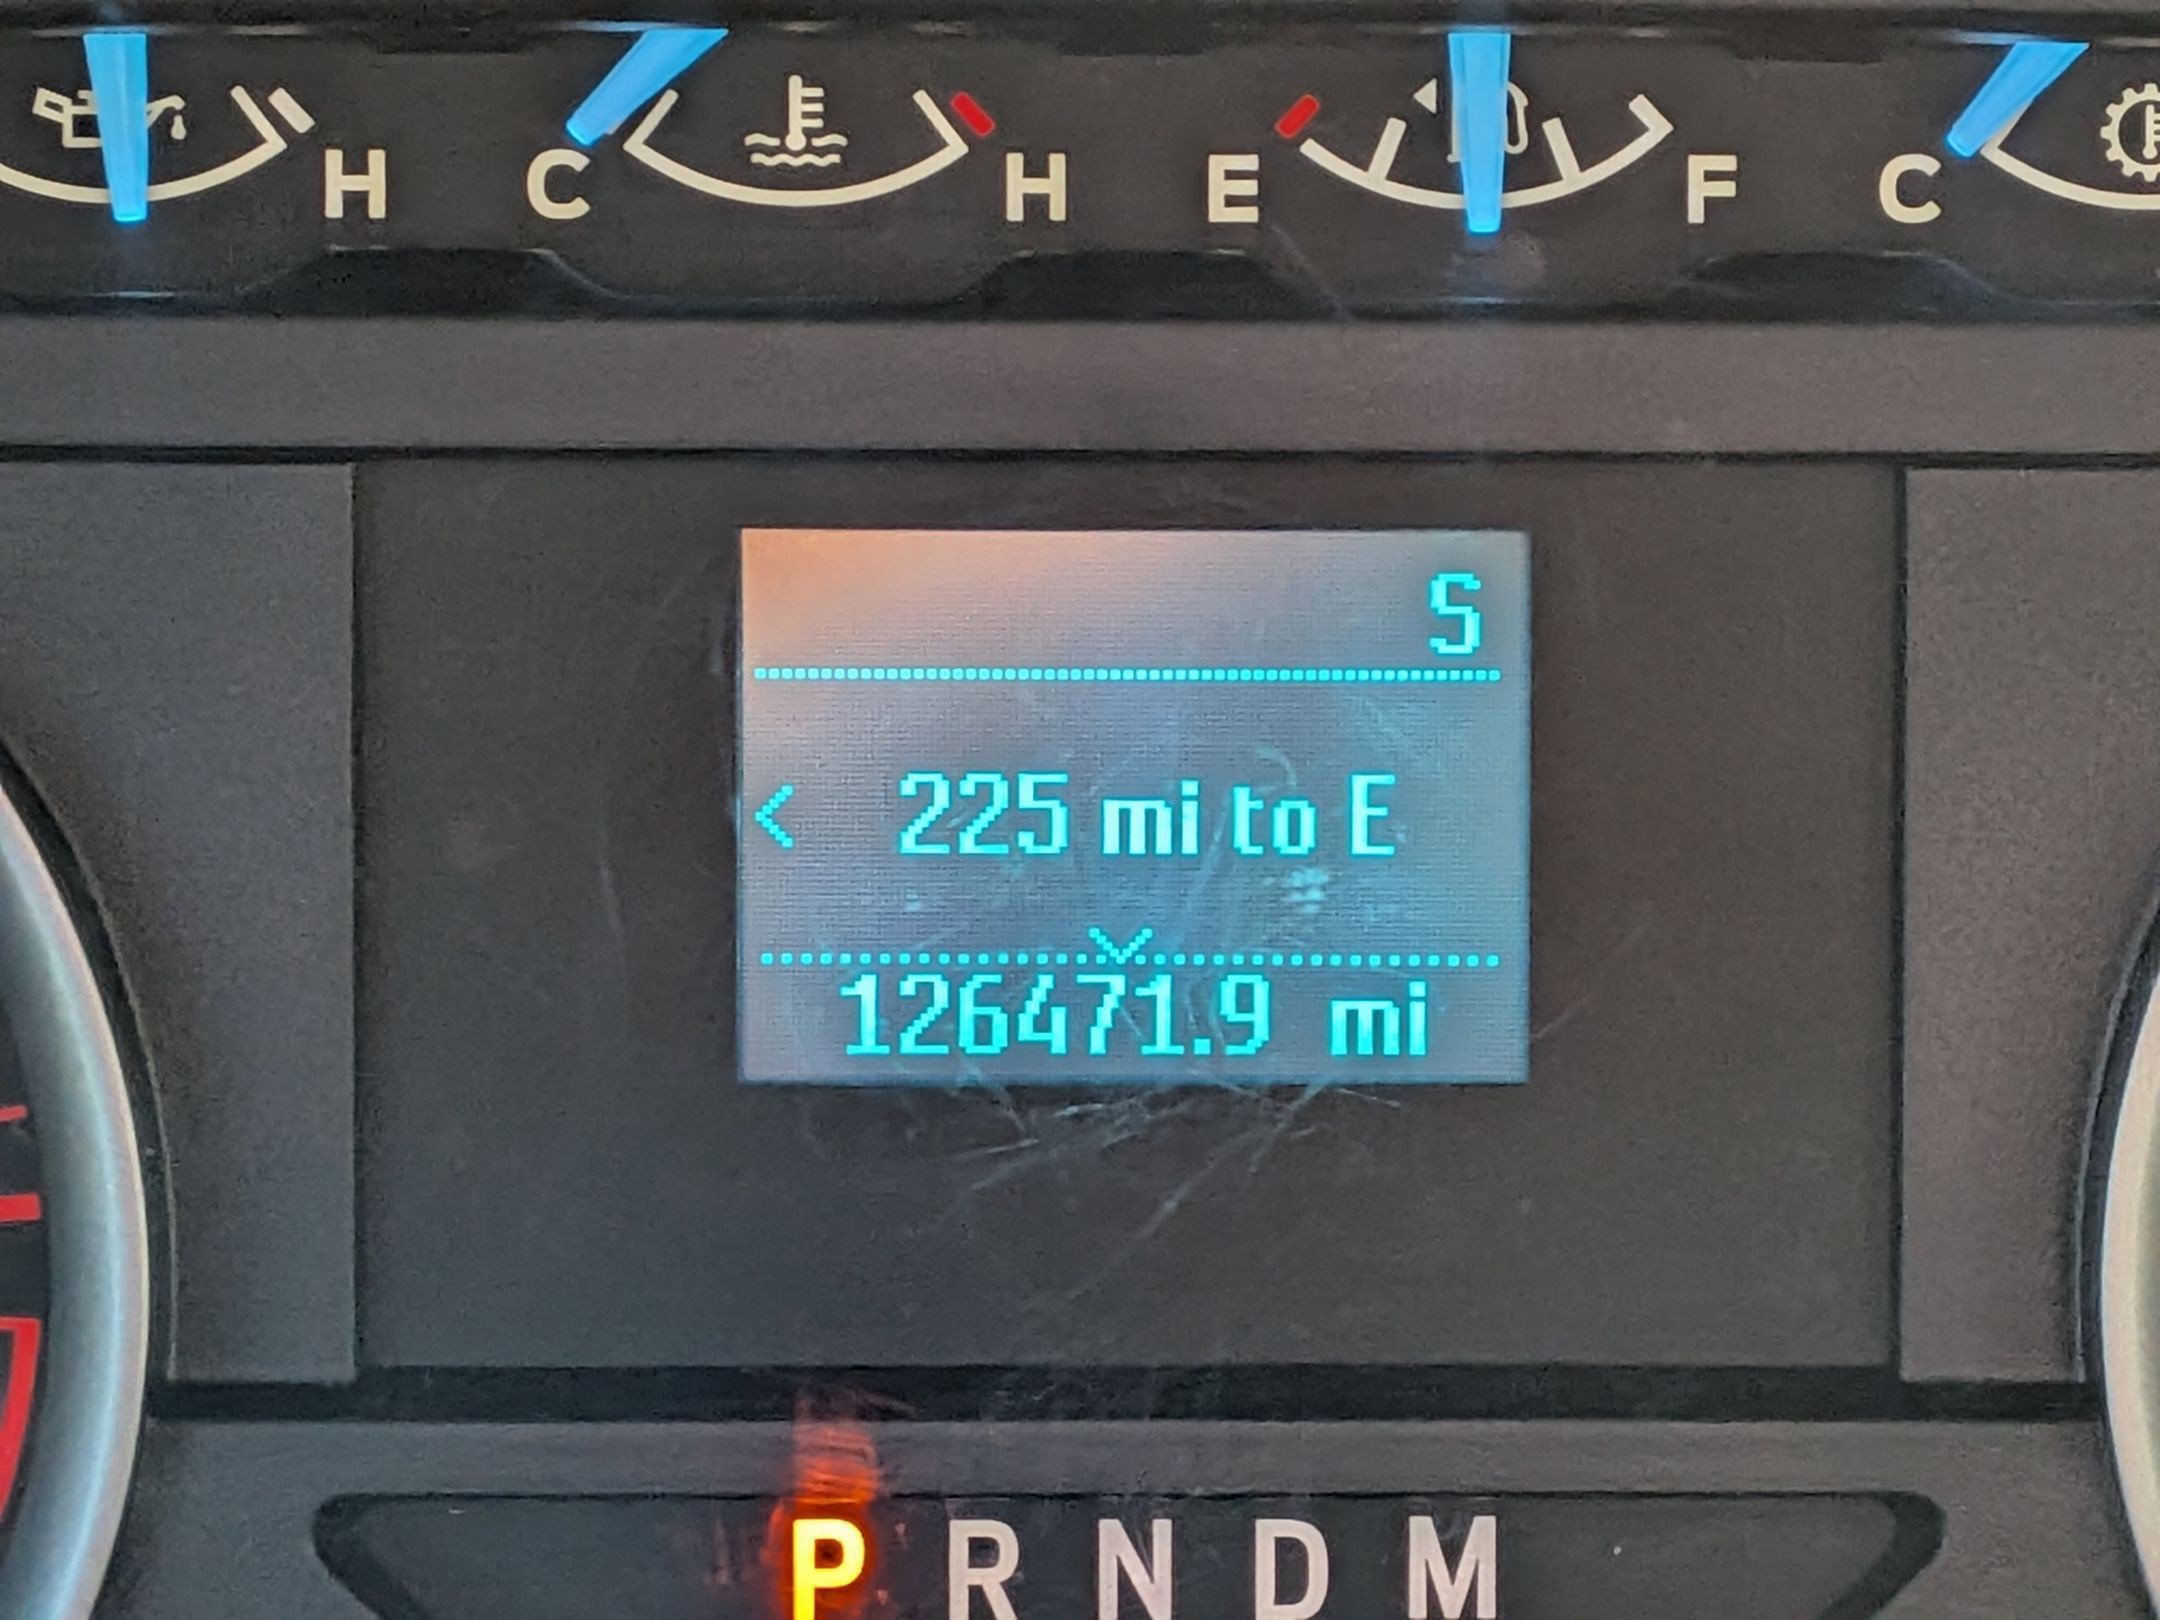 H C H E F C
S
< 225 mi to E
126471.9 mi
P R N D M